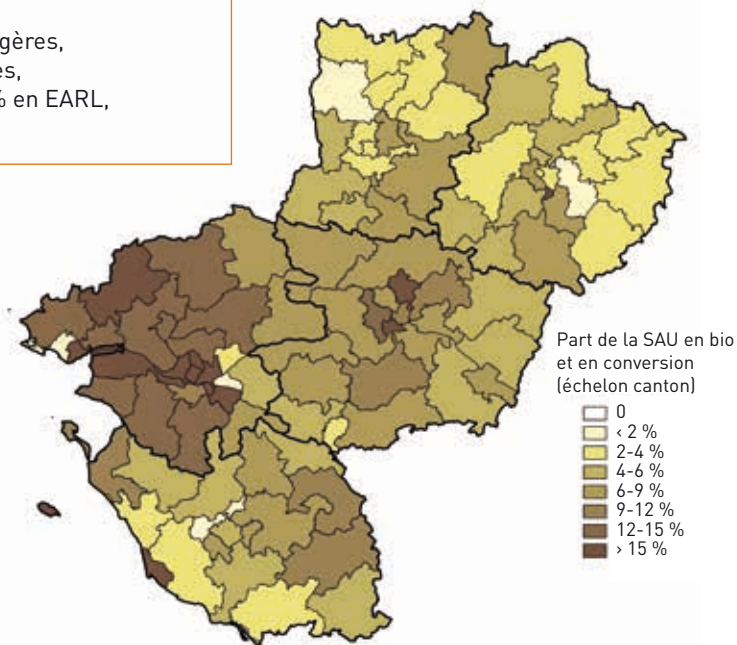 gères,
es,
% en EARL,
Part de la SAU en bio
et en conversion
(échelon canton)
0
‹ 2 %
2-4 %
4-6 %
6-9 %
9-12 %
12-15 %
› 15 %